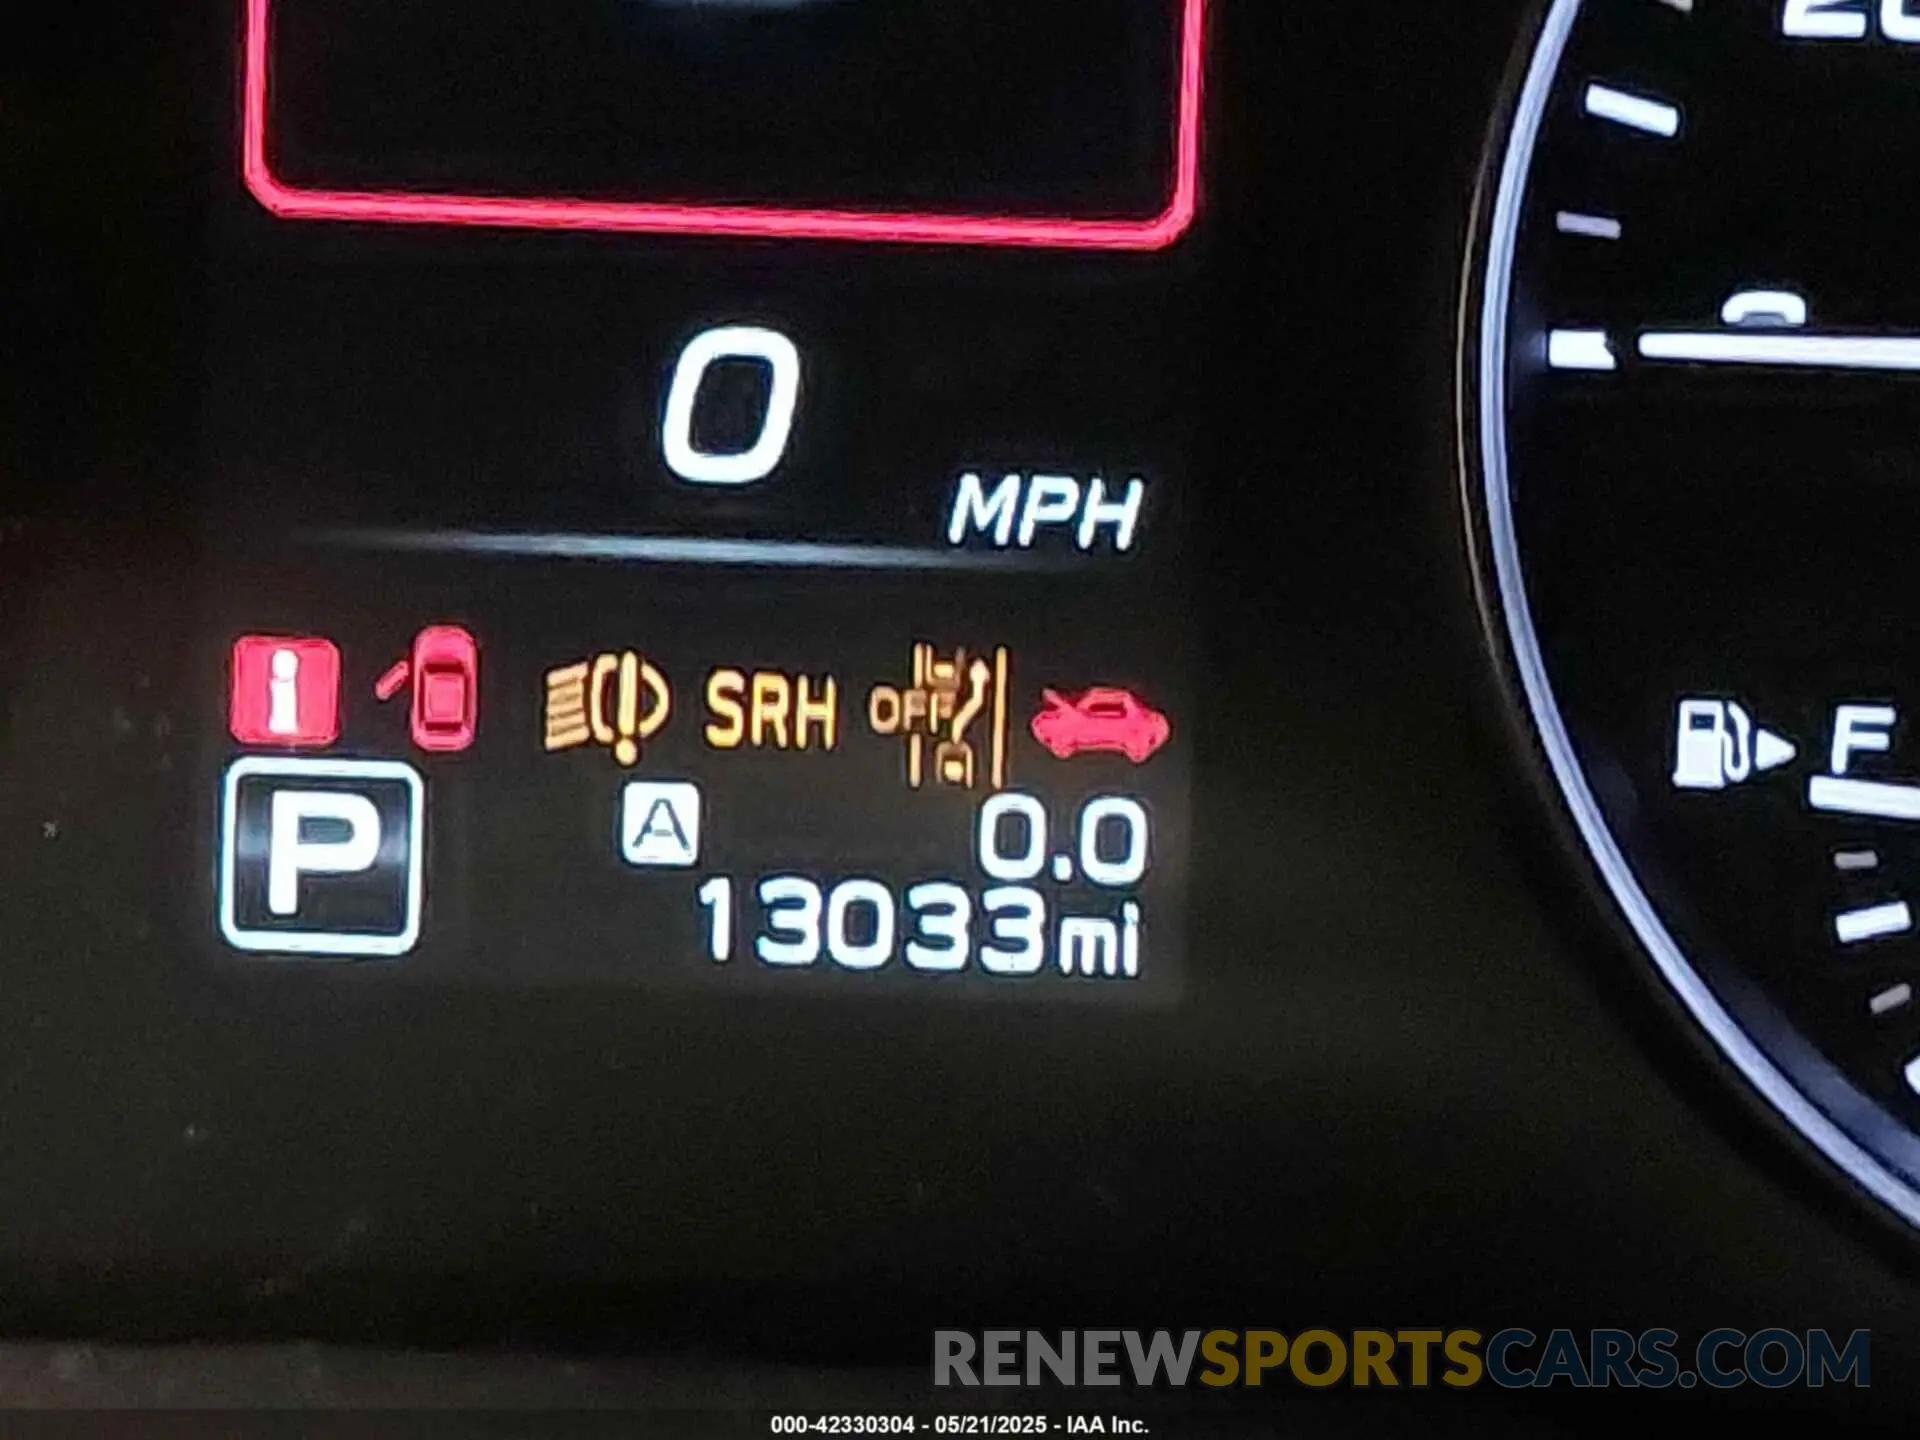 0
MPH
i
SRH
OFF
P
A
0.0
13033mi
F
RENEWSPORTSCARS.COM
000-42330304 - 05/21/2025 - IAA Inc.